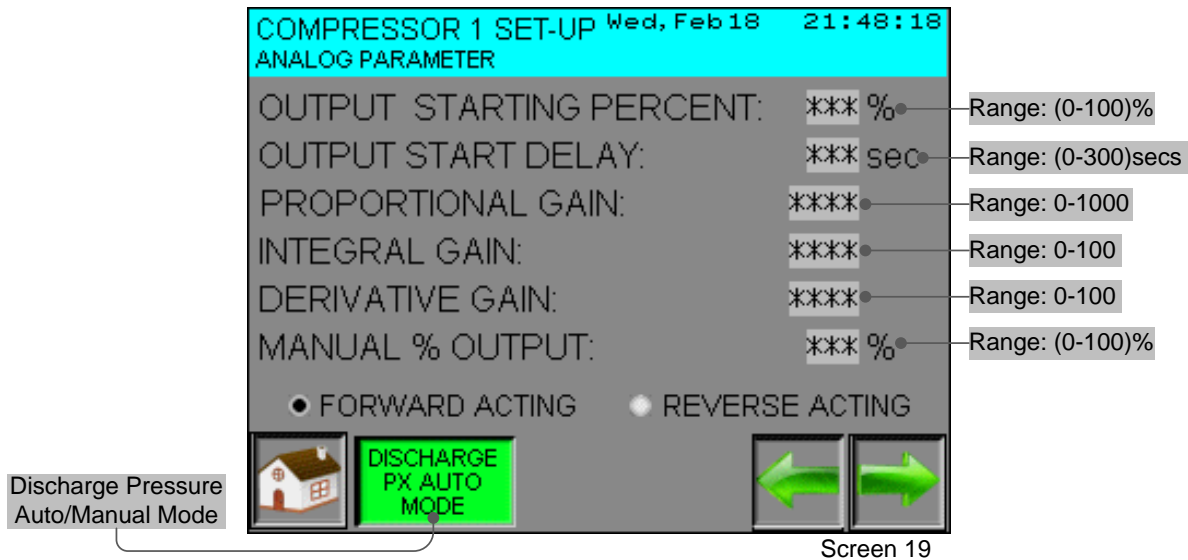 COMPRESSOR 1 SET-UP Wed, Feb 18 21:48:18
ANALOG PARAMETER
OUTPUT STARTING PERCENT: *** % Range: (0-100)%
OUTPUT START DELAY: *** sec Range: (0-300)secs
PROPORTIONAL GAIN: **** Range: 0-1000
INTEGRAL GAIN: **** Range: 0-100
DERIVATIVE GAIN: **** Range: 0-100
MANUAL % OUTPUT: *** % Range: (0-100)%
FORWARD ACTING REVERSE ACTING
DISCHARGE
PX AUTO
MODE
Discharge Pressure
Auto/Manual Mode
Screen 19